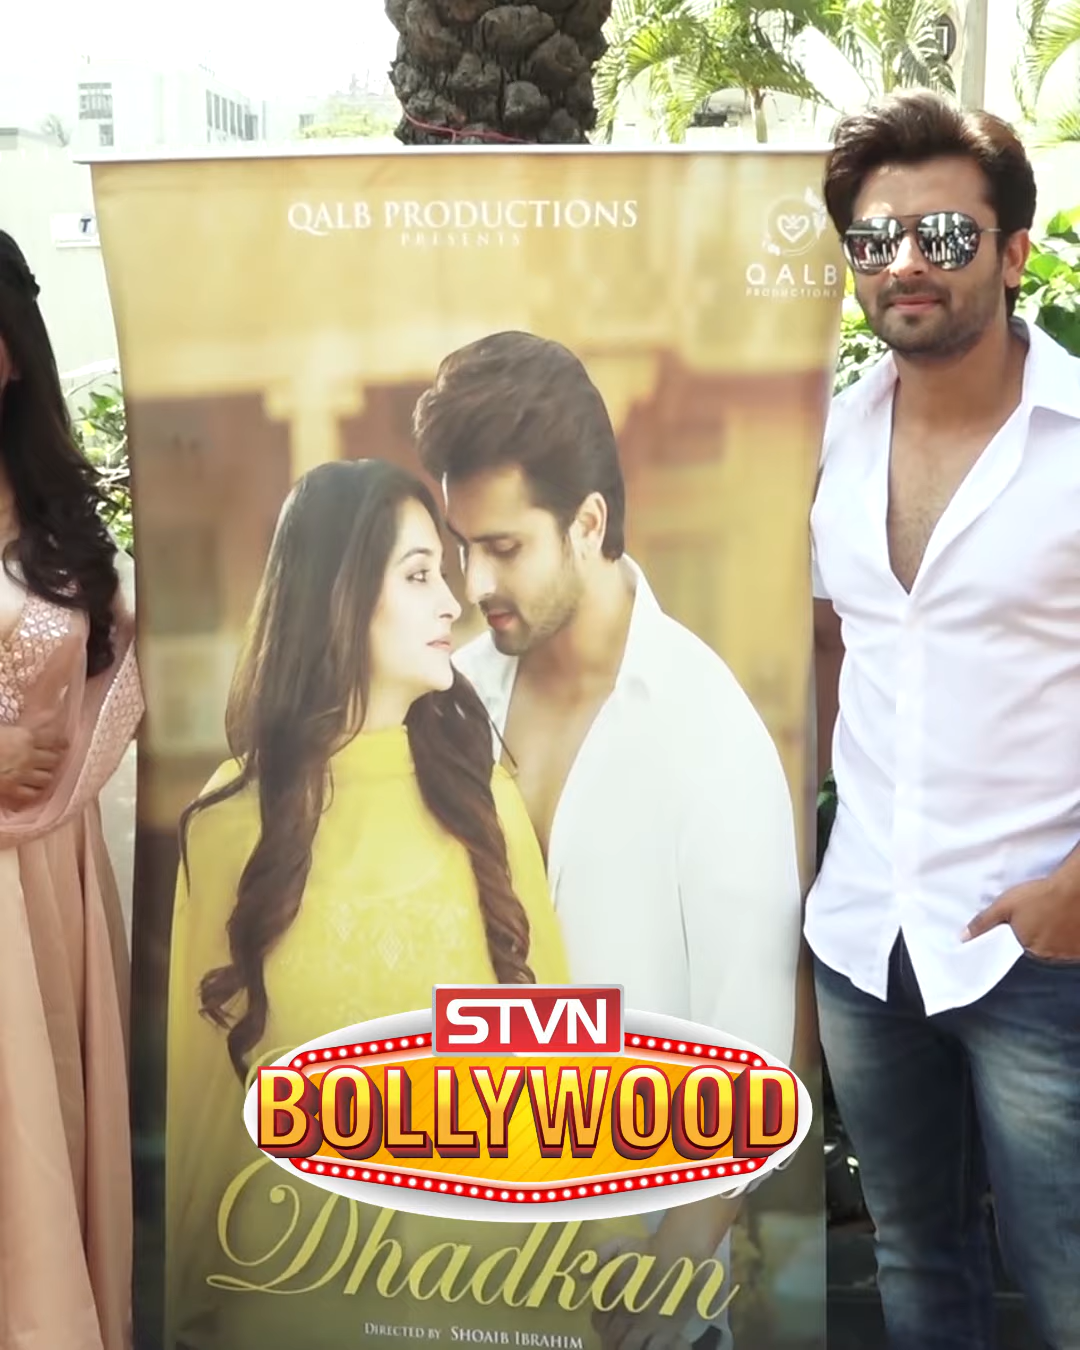 QALB PRODUCTIONS
PRESENTS
QALB
PRODUCTIONS
T
STVN
BOLLYWOOD
Dhadkan
DIRECTED BY SHOAIB IBRAHIM